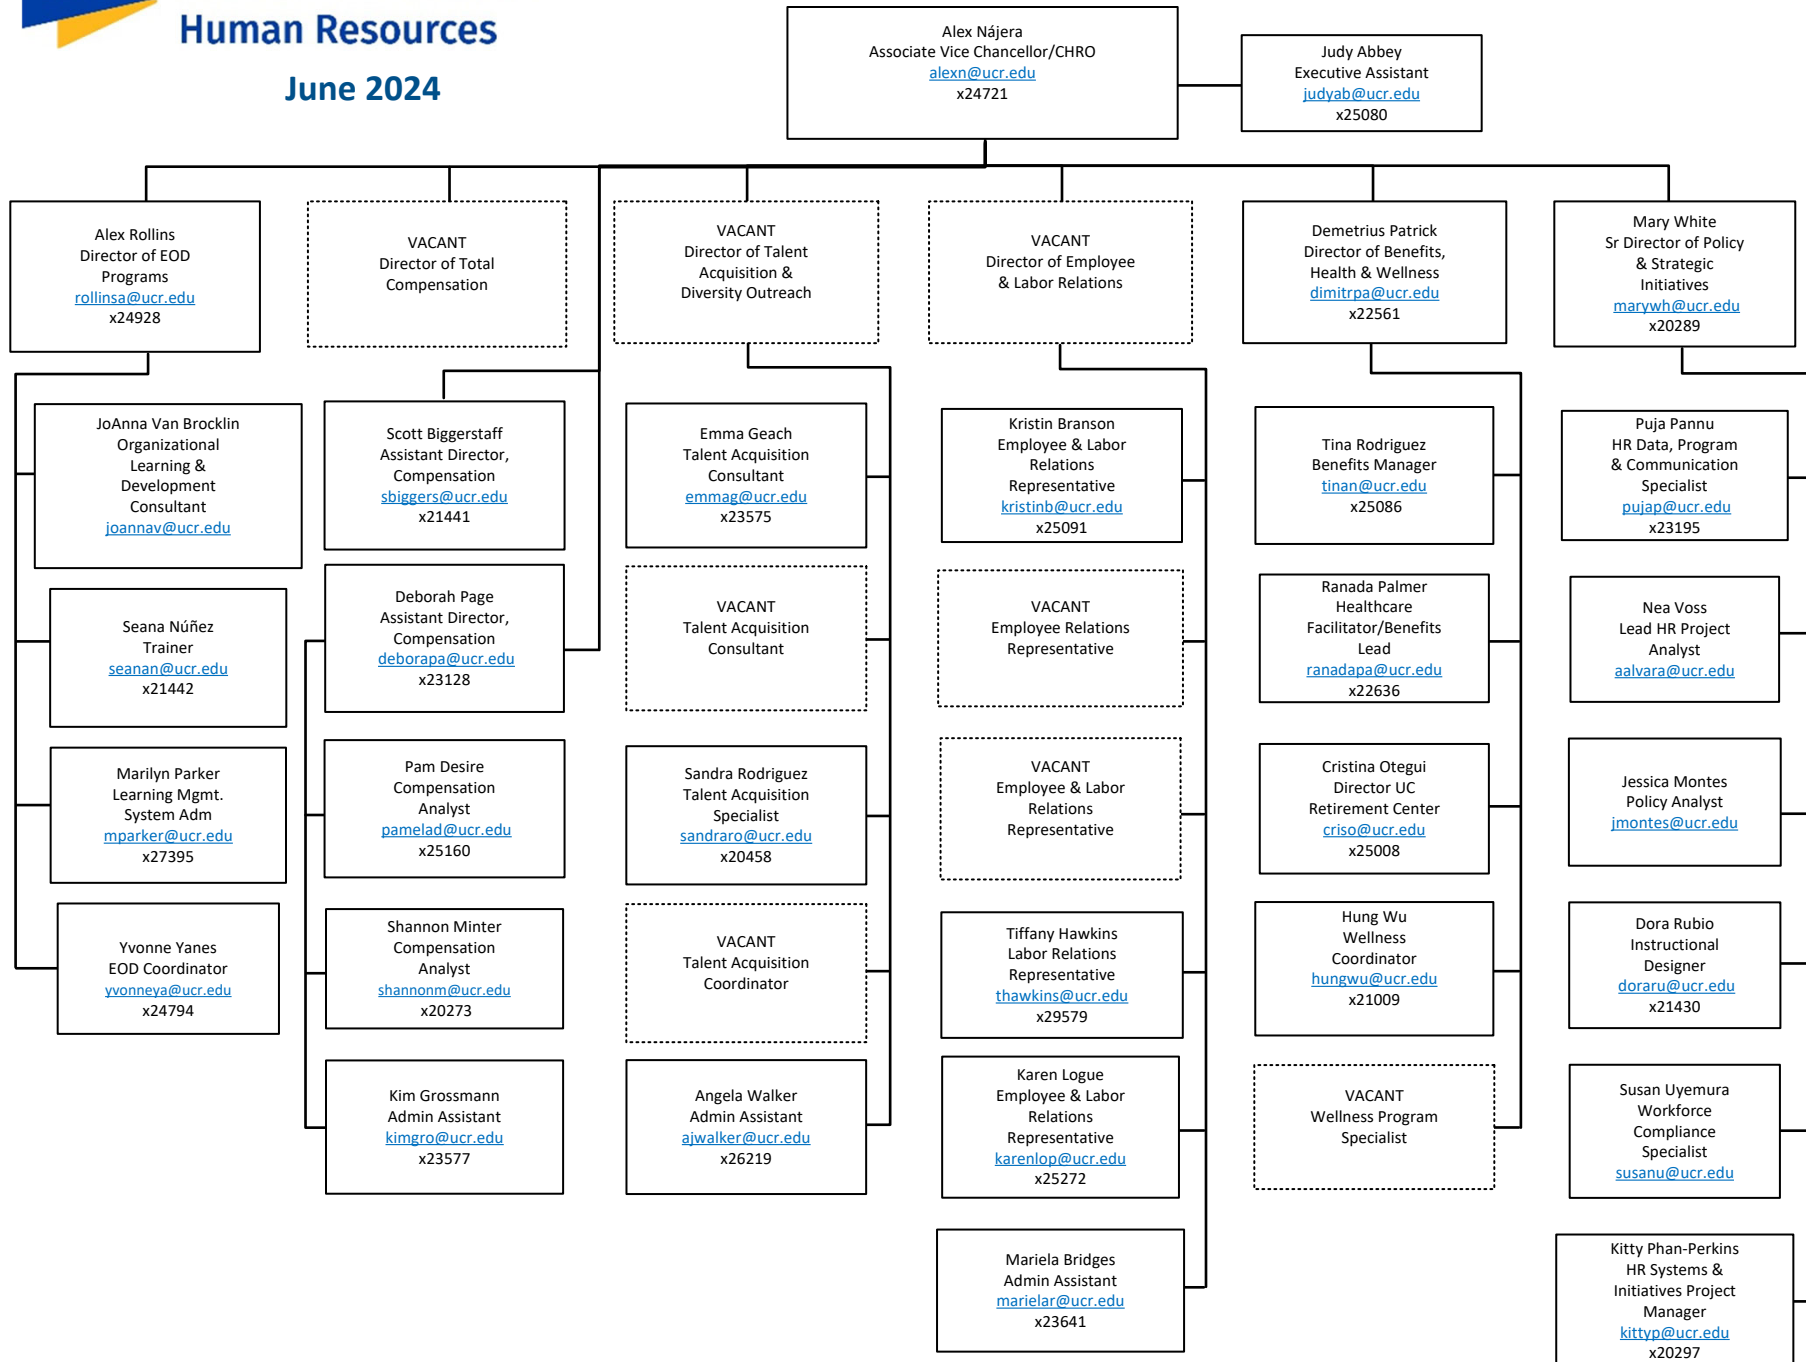 Human Resources
June 2024
Alex Nájera
Associate Vice Chancellor/CHRO
alexn@ucr.edu
x24721
Judy Abbey
Executive Assistant
judyab@ucr.edu
x25080
Alex Rollins
Director of EOD
Programs
rollinsa@ucr.edu
x24928
VACANT
Director of Total
Compensation
VACANT
Director of Talent
Acquisition &
Diversity Outreach
VACANT
Director of Employee
& Labor Relations
Demetrius Patrick
Director of Benefits,
Health & Wellness
dimitrpa@ucr.edu
x22561
Mary White
Sr Director of Policy
& Strategic
Initiatives
marywh@ucr.edu
x20289
JoAnna Van Brocklin
Organizational
Learning &
Development
Consultant
joannav@ucr.edu
Seana Núñez
Trainer
seanan@ucr.edu
x21442
Marilyn Parker
Learning Mgmt.
System Adm
mparker@ucr.edu
x27395
Yvonne Yanes
EOD Coordinator
yvonneya@ucr.edu
x24794
Scott Biggerstaff
Assistant Director,
Compensation
sbiggers@ucr.edu
x21441
Deborah Page
Assistant Director,
Compensation
deborapa@ucr.edu
x23128
Pam Desire
Compensation
Analyst
pamelad@ucr.edu
x25160
Shannon Minter
Compensation
Analyst
shannonm@ucr.edu
x20273
Kim Grossmann
Admin Assistant
kimgro@ucr.edu
x23577
Emma Geach
Talent Acquisition
Consultant
emmag@ucr.edu
x23575
VACANT
Talent Acquisition
Consultant
Sandra Rodriguez
Talent Acquisition
Specialist
sandraro@ucr.edu
x20458
VACANT
Talent Acquisition
Coordinator
Angela Walker
Admin Assistant
ajwalker@ucr.edu
x26219
Kristin Branson
Employee & Labor
Relations
Representative
kristinb@ucr.edu
x25091
VACANT
Employee Relations
Representative
VACANT
Employee & Labor
Relations
Representative
Tiffany Hawkins
Labor Relations
Representative
thawkins@ucr.edu
x29579
Karen Logue
Employee & Labor
Relations
Representative
karenlop@ucr.edu
x25272
Mariela Bridges
Admin Assistant
marielar@ucr.edu
x23641
Tina Rodriguez
Benefits Manager
tinan@ucr.edu
x25086
Ranada Palmer
Healthcare
Facilitator/Benefits
Lead
ranadapa@ucr.edu
x22636
Cristina Otegui
Director UC
Retirement Center
criso@ucr.edu
x25008
Hung Wu
Wellness
Coordinator
hungwu@ucr.edu
x21009
VACANT
Wellness Program
Specialist
Puja Pannu
HR Data, Program
& Communication
Specialist
pujap@ucr.edu
x23195
Nea Voss
Lead HR Project
Analyst
aalvara@ucr.edu
Jessica Montes
Policy Analyst
jmontes@ucr.edu
Dora Rubio
Instructional
Designer
doraru@ucr.edu
x21430
Susan Uyemura
Workforce
Compliance
Specialist
susanu@ucr.edu
Kitty Phan-Perkins
HR Systems &
Initiatives Project
Manager
kittyp@ucr.edu
x20297